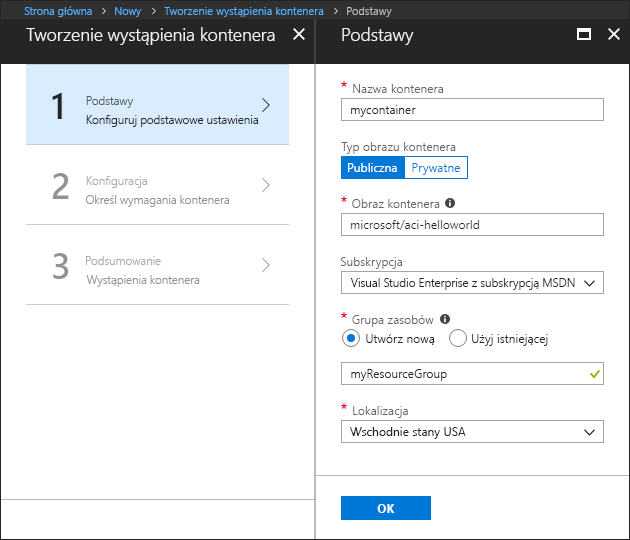 Strona główna > Nowy > Tworzenie wystąpienia kontenera > Podstawy
Tworzenie wystąpienia kontenera
1
Podstawy
Konfiguruj podstawowe ustawienia
2
Konfiguracja
Określ wymagania kontenera
3
Podsumowanie
Wystąpienia kontenera
Podstawy
* Nazwa kontenera
mycontainer
Typ obrazu kontenera
Publiczna Prywatne
* Obraz kontenera
microsoft/aci-helloworld
Subskrypcja
Visual Studio Enterprise z subskrypcją MSDN
* Grupa zasobów
Utwórz nową Użyj istniejącej
myResourceGroup
* Lokalizacja
Wschodnie stany USA
OK